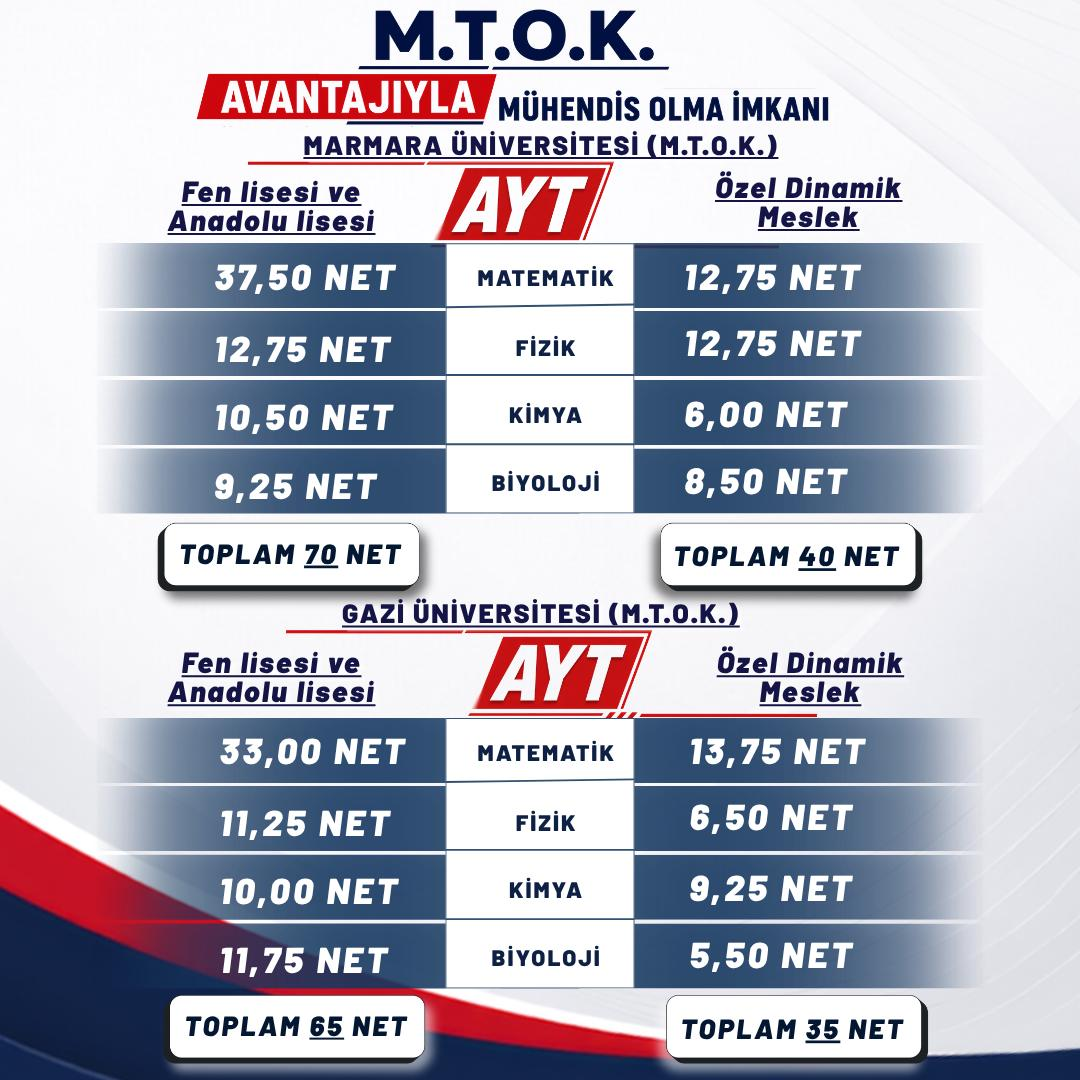 M.T.O.K.
AVANTAJIYLA MÜHENDİS OLMA İMKANI
MARMARA ÜNİVERSİTESİ (M.T.O.K.)
Fen lisesi ve
Anadolu lisesi
AYT
Özel Dinamik
Meslek
37,50 NET MATEMATİK 12,75 NET
12,75 NET FİZİK 12,75 NET
10,50 NET KİMYA 6,00 NET
9,25 NET BİYOLOJİ 8,50 NET
TOPLAM 70 NET TOPLAM 40 NET
GAZİ ÜNİVERSİTESİ (M.T.O.K.)
Fen lisesi ve
Anadolu lisesi
AYT
Özel Dinamik
Meslek
33,00 NET MATEMATİK 13,75 NET
11,25 NET FİZİK 6,50 NET
10,00 NET KİMYA 9,25 NET
11,75 NET BİYOLOJİ 5,50 NET
TOPLAM 65 NET TOPLAM 35 NET